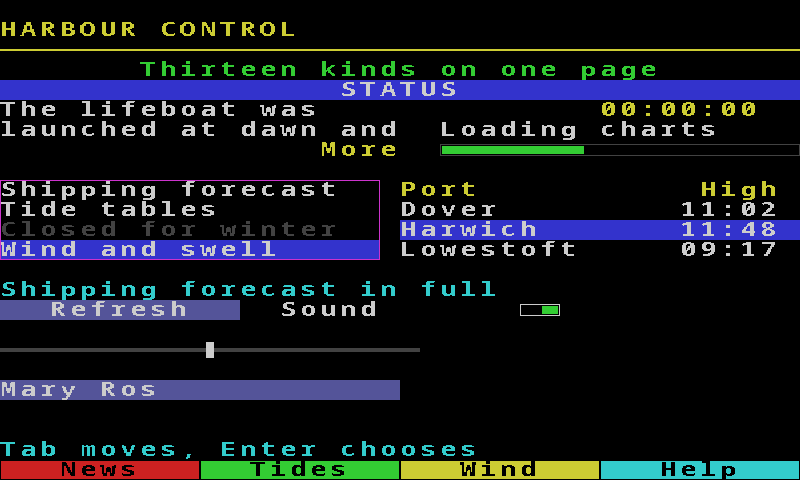 HARBOUR CONTROL
Thirteen kinds on one page
STATUS
The lifeboat was
00:00:00
launched at dawn and
Loading charts
More
Shipping forecast
Tide tables
Closed for winter
Wind and swell
Port High
Dover 11:02
Harwich 11:48
Lowestoft 09:17
Shipping forecast in full
Refresh
Sound
Mary Ros
Tab moves, Enter chooses
News Tides Wind Help